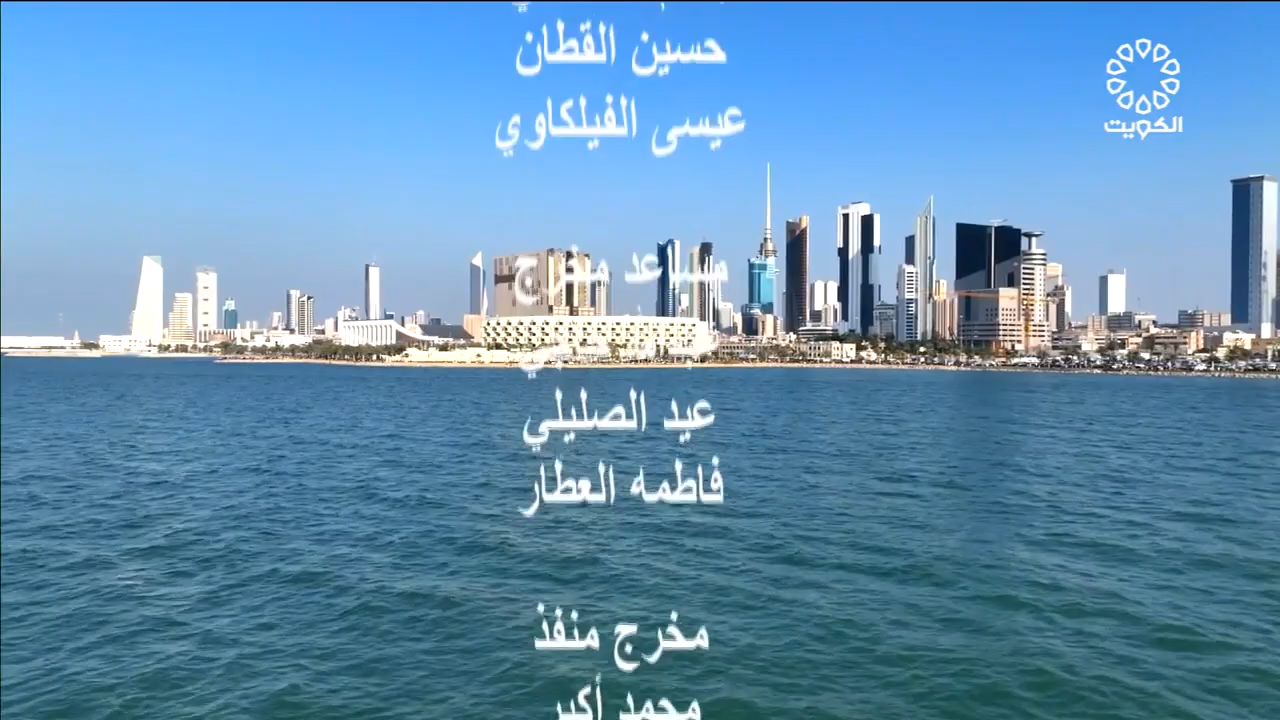 حسين القطان
الكويت
عيسى الفيلكاوي
مساعد مخرج
عيد الصليلي
فاطمه العطار
مخرج منفذ
محمد أكبر